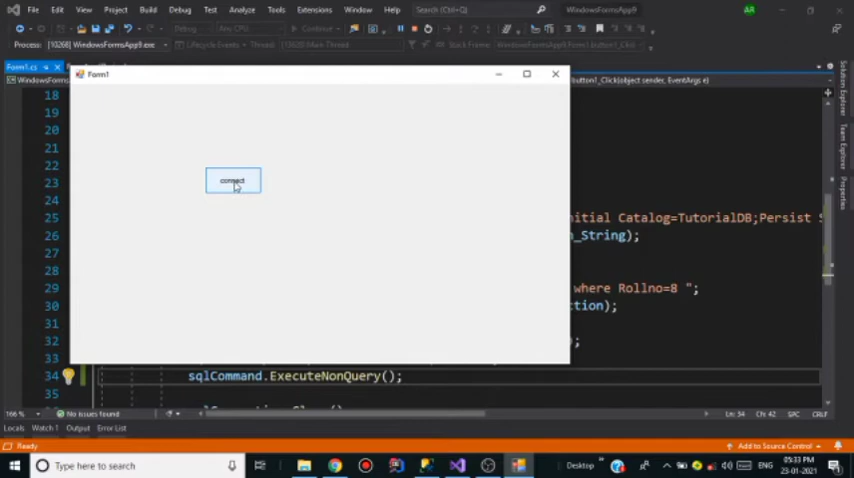 File Edit View Project Build Debug Test Analyze Tools Extensions Window Help Search (Ctrl+Q) WindowsFormsApp9 AR
Debug Any CPU Continue
Process: [10268] WindowsFormsApp9.exe Lifecycle Events Thread: Stack Frame:
Form1.cs
WindowsForms
Form1
button1_Click(object sender, EventArgs e)
Solution Explorer
Team Explorer
Properties
18
19
20
21
22
connect
23
24
25 nitial Catalog=TutorialDB;Persist S
26 _String);
27
28
29 where Rollno=8 ";
30 tion);
31
32 ;
33
34 sqlCommand.ExecuteNonQuery();
35
166 % No issues found Ln: 34 Ch: 42 SPC CRLF
Locals Watch 1 Output Error List
Ready Add to Source Control
Type here to search Desktop ENG 05:33 PM 23-01-2021